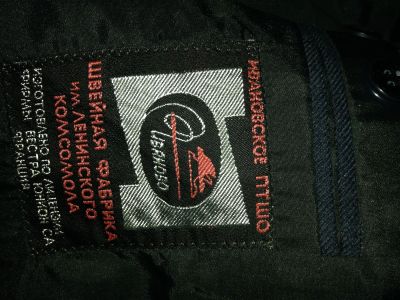 ИВАНОВСКОЕ ПТШО
Иваново
ШВЕЙНАЯ ФАБРИКА
ИМ. ЛЕНИНСКОГО
КОМСОМОЛА
ИЗГОТОВЛЕНО ПО ЛИЦЕНЗИИ
ФИРМЫ ВЕСТРА ЮНИОН С.А.
ФРАНЦИЯ